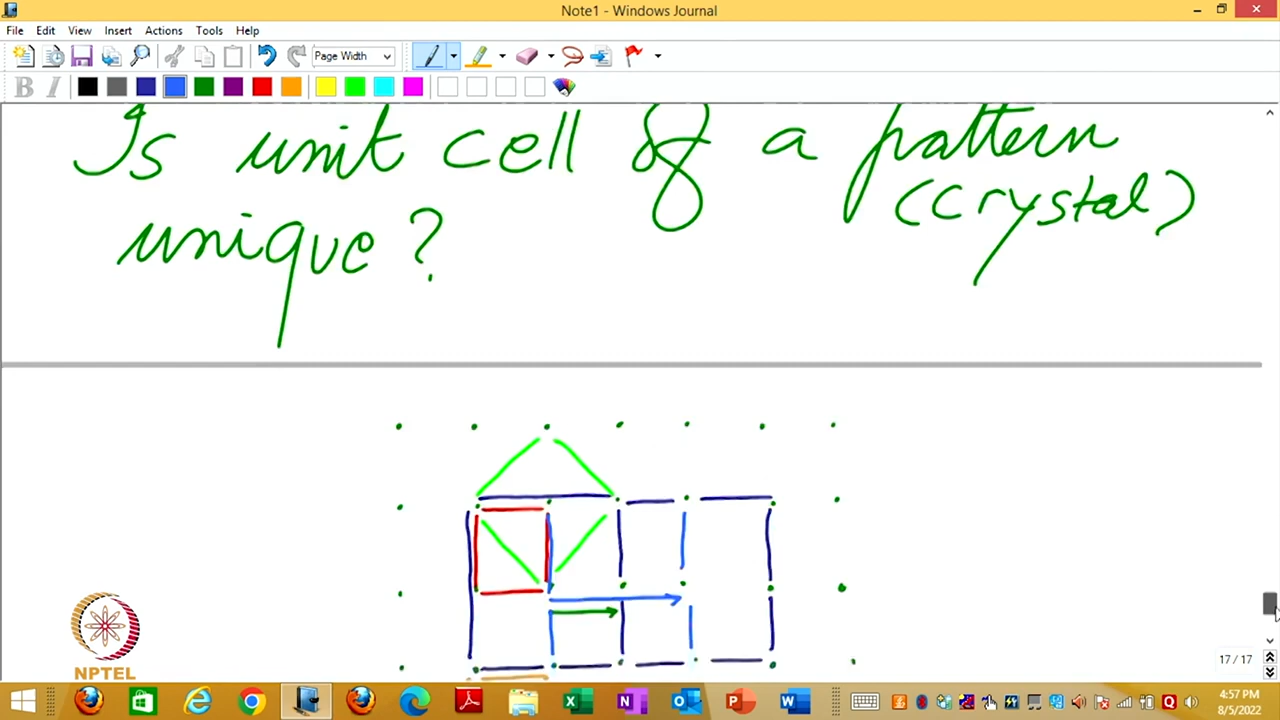 Note1 - Windows Journal
File Edit View Insert Actions Tools Help
Page Width
B I
Is unit cell of a pattern
(crystal)
unique?
NPTEL
17 / 17
4:57 PM
8/5/2022